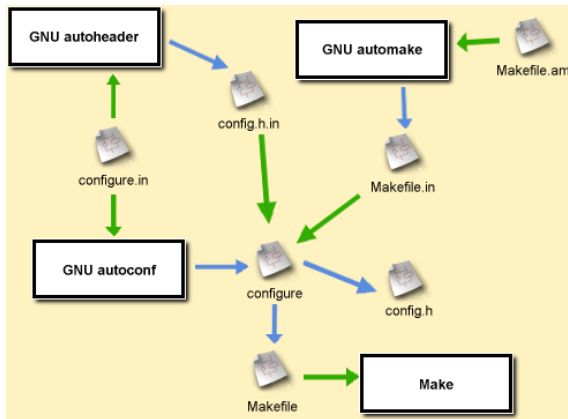 GNU autoheader
GNU automake
Makefile.am
config.h.in
configure.in
Makefile.in
GNU autoconf
configure
config.h
Makefile
Make